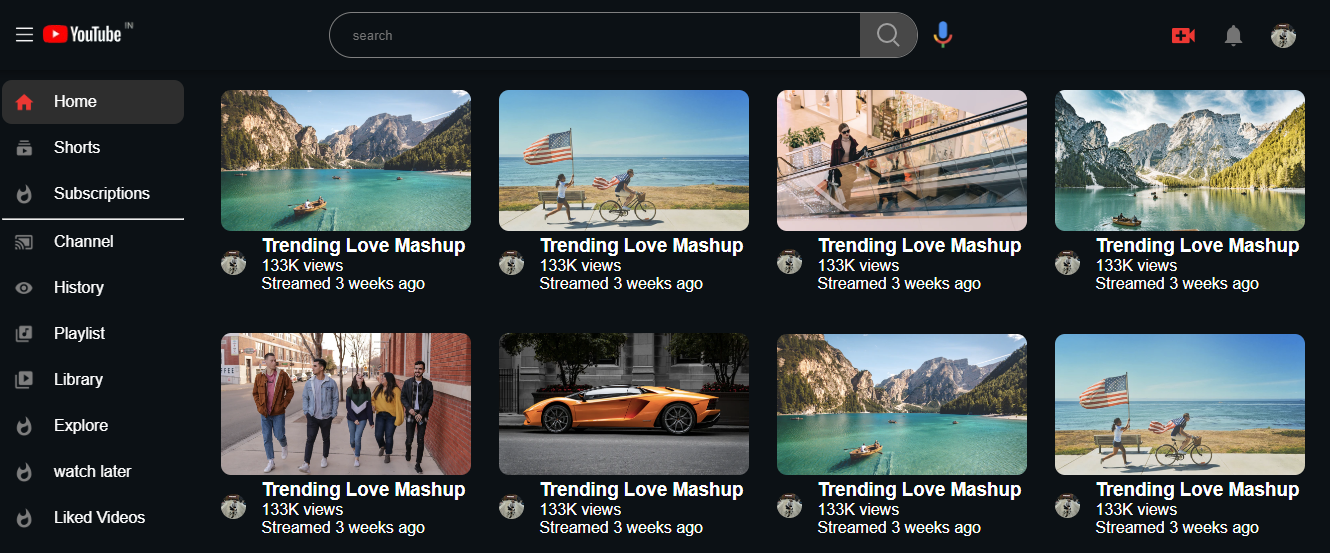 YouTube IN
search
Home
Shorts
Subscriptions
Channel
History
Playlist
Library
Explore
watch later
Liked Videos
Trending Love Mashup
133K views
Streamed 3 weeks ago
Trending Love Mashup
133K views
Streamed 3 weeks ago
Trending Love Mashup
133K views
Streamed 3 weeks ago
Trending Love Mashup
133K views
Streamed 3 weeks ago
Trending Love Mashup
133K views
Streamed 3 weeks ago
Trending Love Mashup
133K views
Streamed 3 weeks ago
Trending Love Mashup
133K views
Streamed 3 weeks ago
Trending Love Mashup
133K views
Streamed 3 weeks ago